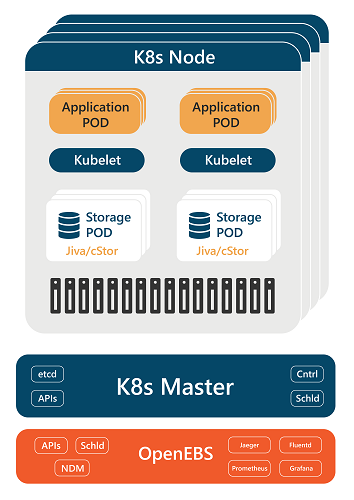 K8s Node
Application
POD
Application
POD
Kubelet
Kubelet
Storage
POD
Jiva/cStor
Storage
POD
Jiva/cStor
etcd
APIs
K8s Master
Cntrl
Schld
APIs
Schld
NDM
OpenEBS
Jaeger
Fluentd
Prometheus
Grafana